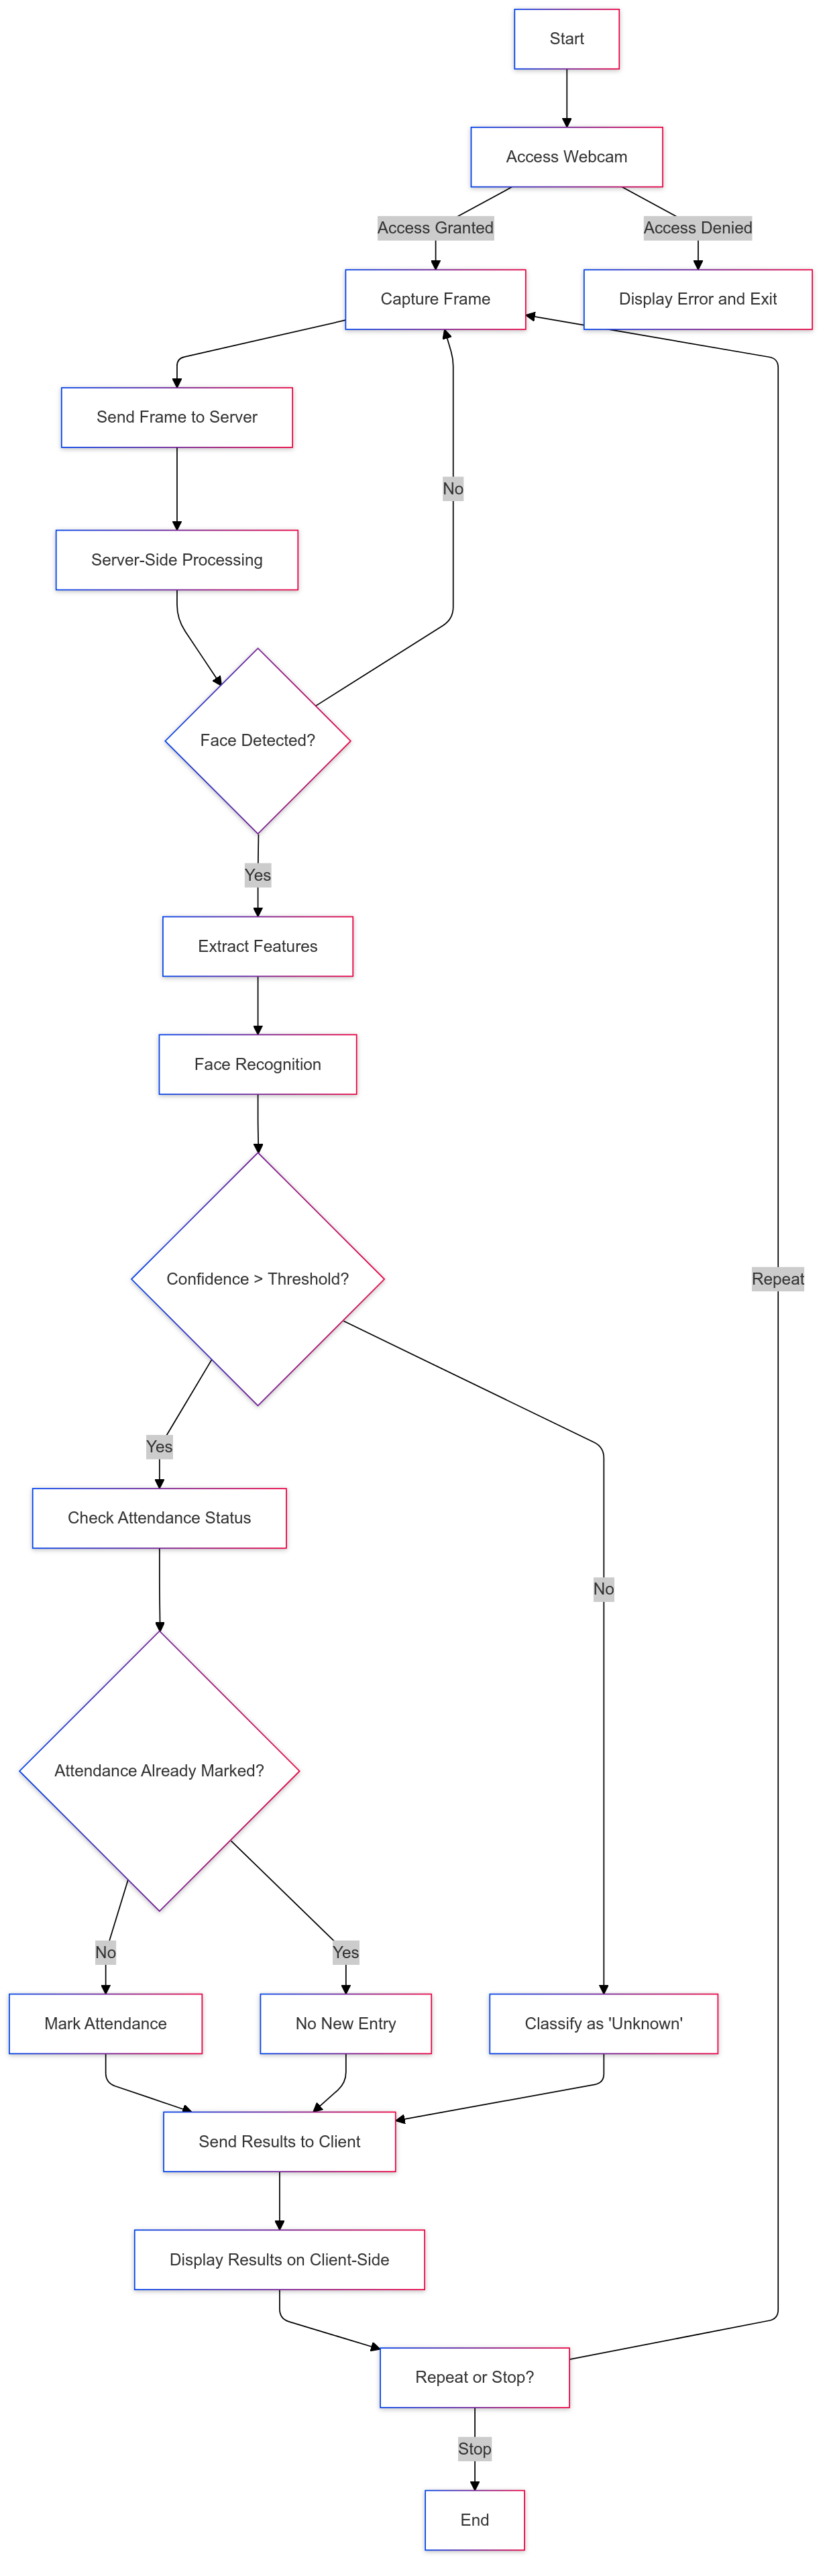 Start
Access Webcam
Access Granted
Access Denied
Capture Frame
Display Error and Exit
Send Frame to Server
No
Server-Side Processing
Face Detected?
Yes
Extract Features
Face Recognition
Confidence > Threshold?
Repeat
Yes
Check Attendance Status
No
Attendance Already Marked?
No
Yes
Mark Attendance
No New Entry
Classify as 'Unknown'
Send Results to Client
Display Results on Client-Side
Repeat or Stop?
Stop
End